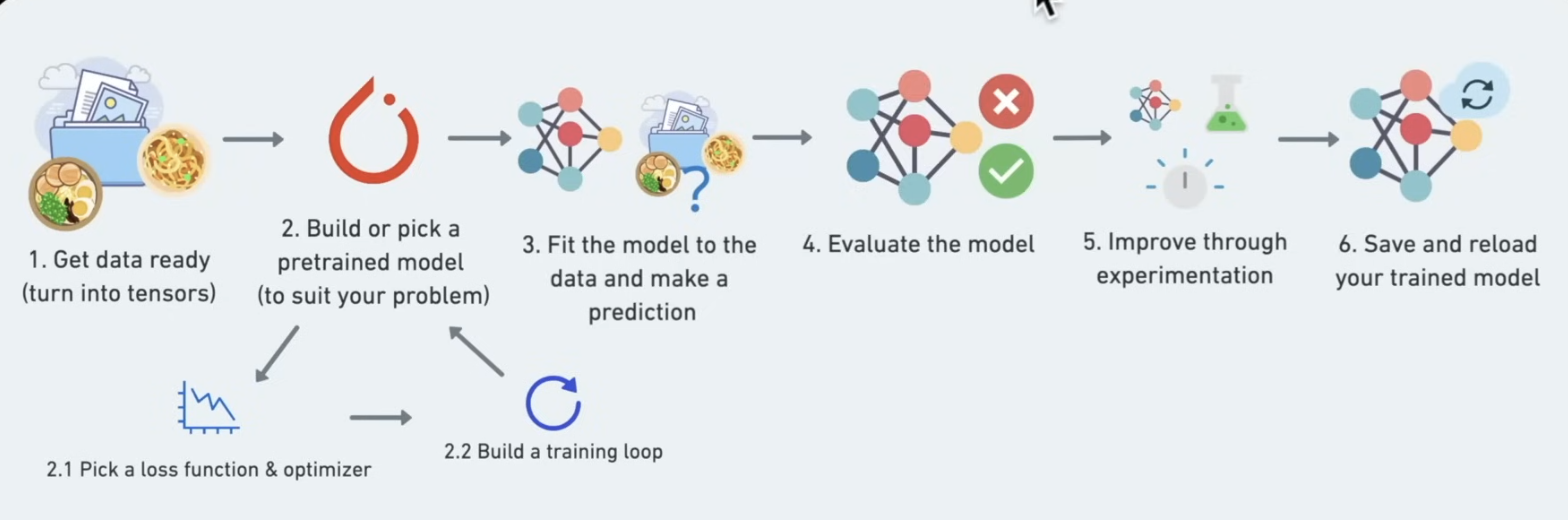 1. Get data ready
(turn into tensors)
2. Build or pick a
pretrained model
(to suit your problem)
3. Fit the model to the
data and make a
prediction
4. Evaluate the model
5. Improve through
experimentation
6. Save and reload
your trained model
2.1 Pick a loss function & optimizer
2.2 Build a training loop